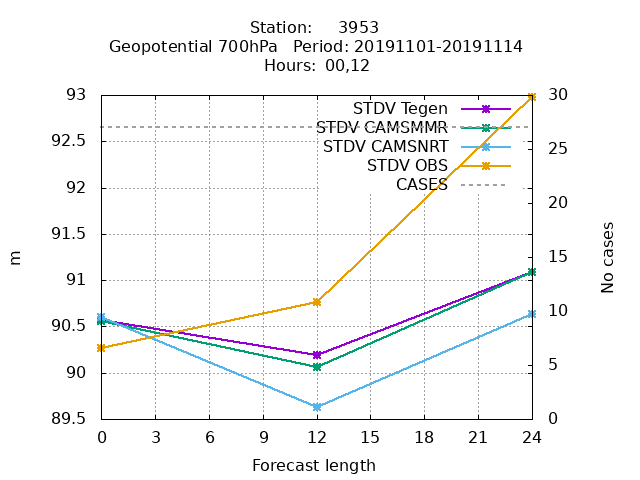 Station: 3953
Geopotential 700hPa Period: 20191101-20191114
Hours: 00,12
STDV Tegen
STDV CAMSMMR
STDV CAMSNRT
STDV OBS
CASES
93
92.5
92
91.5
91
90.5
90
89.5
m
30
25
20
15
10
5
0
No cases
0 3 6 9 12 15 18 21 24
Forecast length